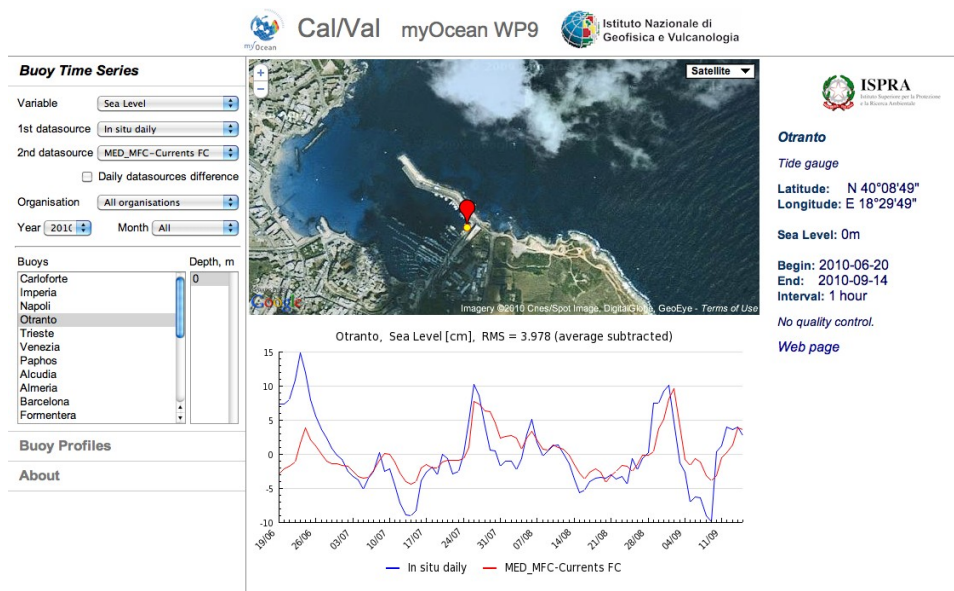 myOcean
Cal/Val myOcean WP9
Istituto Nazionale di
Geofisica e Vulcanologia
Buoy Time Series
Variable Sea Level
1st datasource In situ daily
2nd datasource MED_MFC-Currents FC
Daily datasources difference
Organisation All organisations
Year 201 Month All
Buoys Depth, m
Carloforte 0
Imperia
Napoli
Otranto
Trieste
Venezia
Paphos
Alcudia
Almeria
Barcelona
Formentera
Buoy Profiles
About
+
−
Satellite
Google
Imagery ©2010 Cnes/Spot Image, DigitalGlobe, GeoEye - Terms of Use
Otranto, Sea Level [cm], RMS = 3.978 (average subtracted)
15
10
5
0
-5
-10
19/06 26/06 03/07 10/07 17/07 24/07 31/07 07/08 14/08 21/08 28/08 04/09 11/09
In situ daily MED_MFC-Currents FC
ISPRA
Istituto Superiore per la Protezione
e la Ricerca Ambientale
Otranto
Tide gauge
Latitude: N 40°08'49"
Longitude: E 18°29'49"
Sea Level: 0m
Begin: 2010-06-20
End: 2010-09-14
Interval: 1 hour
No quality control.
Web page